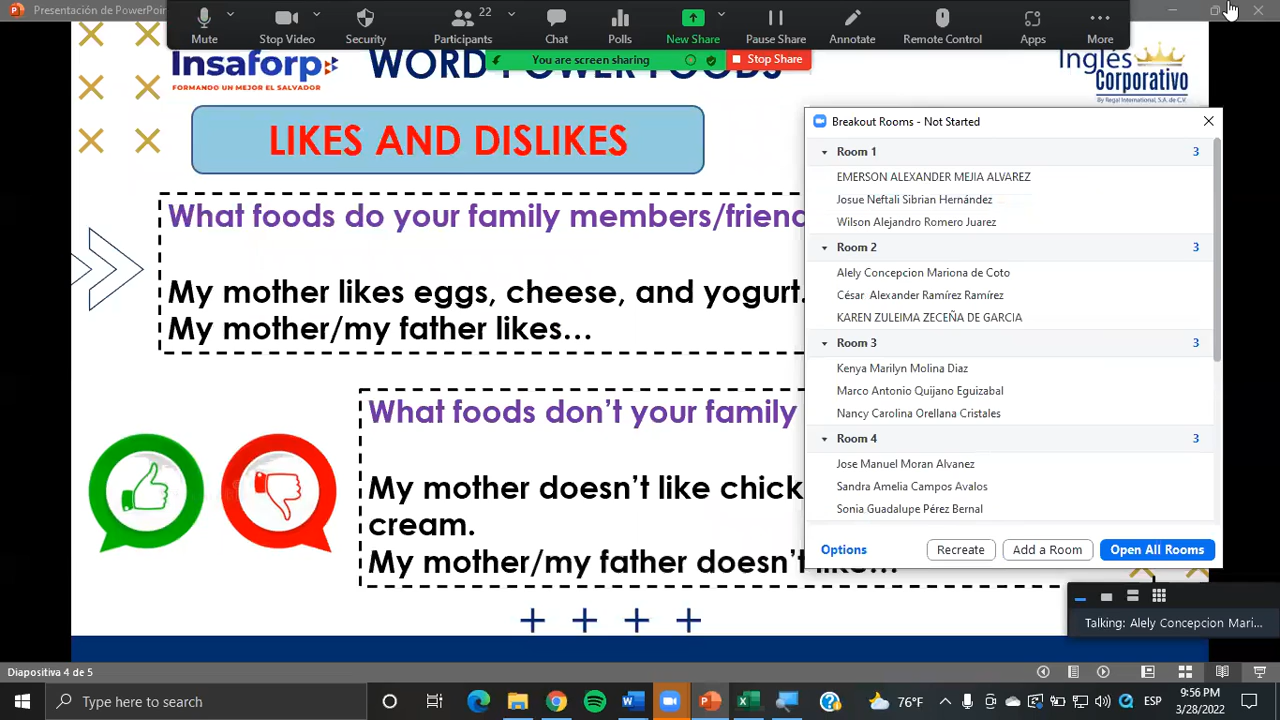 Presentación de PowerPoin
Mute
Stop Video
Security
Participants
22
Chat
Polls
New Share
Pause Share
Annotate
Remote Control
Apps
More
You are screen sharing
Stop Share
Insaforp
FORMANDO UN MEJOR EL SALVADOR
WORD POWER FOODS
Inglés
Corporativo
By Regal International, S.A. de C.V.
LIKES AND DISLIKES
What foods do your family members/friend
My mother likes eggs, cheese, and yogurt.
My mother/my father likes…
What foods don't your family
My mother doesn't like chick
cream.
My mother/my father doesn't like…
Breakout Rooms - Not Started
Room 1
3
EMERSON ALEXANDER MEJIA ALVAREZ
Josue Neftali Sibrian Hernández
Wilson Alejandro Romero Juarez
Room 2
3
Alely Concepcion Mariona de Coto
César Alexander Ramírez Ramírez
KAREN ZULEIMA ZECEÑA DE GARCIA
Room 3
3
Kenya Marilyn Molina Diaz
Marco Antonio Quijano Eguizabal
Nancy Carolina Orellana Cristales
Room 4
3
Jose Manuel Moran Alvanez
Sandra Amelia Campos Avalos
Sonia Guadalupe Pérez Bernal
Options
Recreate
Add a Room
Open All Rooms
Talking: Alely Concepcion Mari...
Diapositiva 4 de 5
Type here to search
76°F
ESP
9:56 PM
3/28/2022